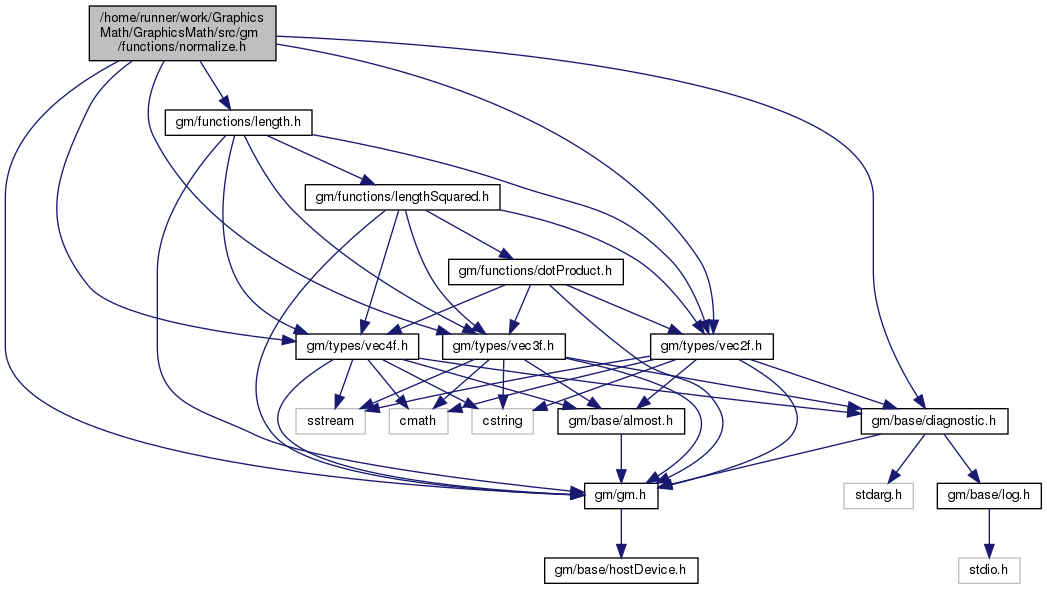 /home/runner/work/Graphics
Math/GraphicsMath/src/gm
/functions/normalize.h
gm/functions/length.h
gm/functions/lengthSquared.h
gm/functions/dotProduct.h
gm/types/vec4f.h
gm/types/vec3f.h
gm/types/vec2f.h
sstream
cmath
cstring
gm/base/almost.h
gm/base/diagnostic.h
gm/gm.h
stdarg.h
gm/base/log.h
gm/base/hostDevice.h
stdio.h